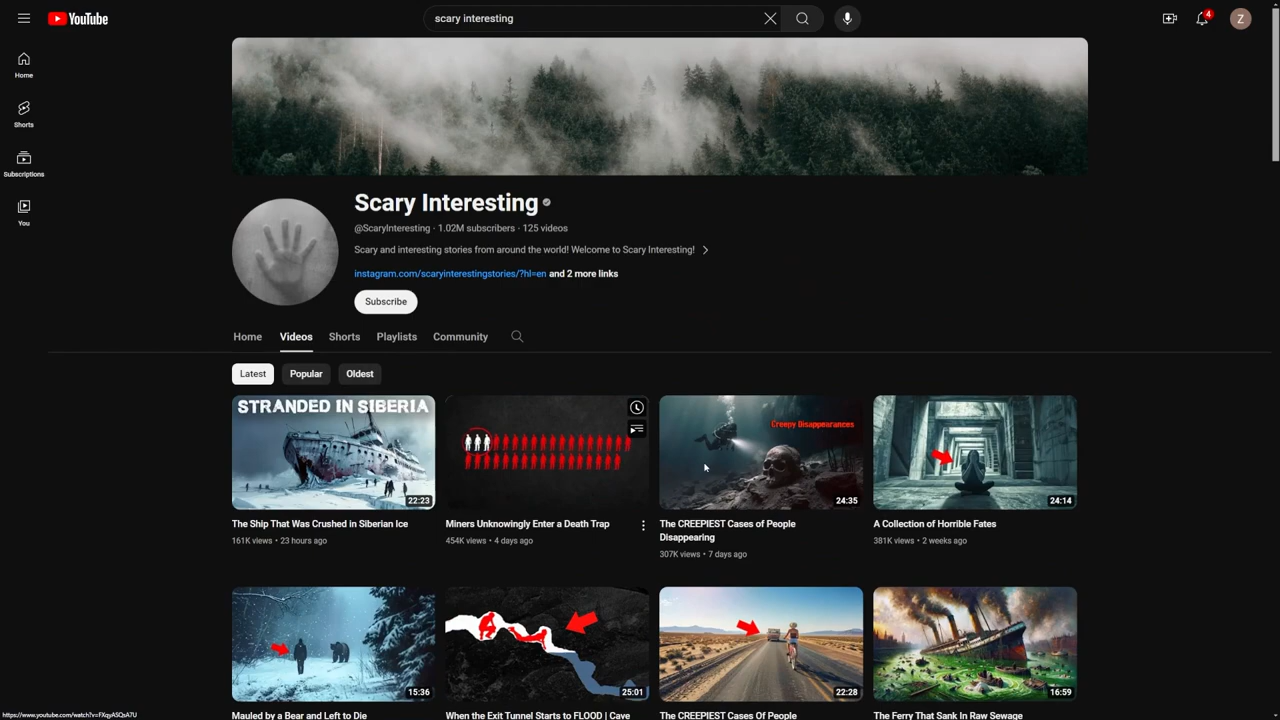 YouTube
scary interesting
4
Z
Home
Shorts
Subscriptions
You
Scary Interesting
@ScaryInteresting · 1.02M subscribers · 125 videos
Scary and interesting stories from around the world! Welcome to Scary Interesting!
instagram.com/scaryinterestingstories/?hl=en and 2 more links
Subscribe
Home Videos Shorts Playlists Community
Latest Popular Oldest
STRANDED IN SIBERIA
22:23
Creepy Disappearances
24:35
24:14
The Ship That Was Crushed in Siberian Ice
161K views · 23 hours ago
Miners Unknowingly Enter a Death Trap
454K views · 4 days ago
The CREEPIEST Cases of People
Disappearing
307K views · 7 days ago
A Collection of Horrible Fates
381K views · 2 weeks ago
15:36
25:01
22:28
16:59
Mauled by a Bear and Left to Die
When the Exit Tunnel Starts to FLOOD | Cave
The CREEPIEST Cases Of People
The Ferry That Sank In Raw Sewage